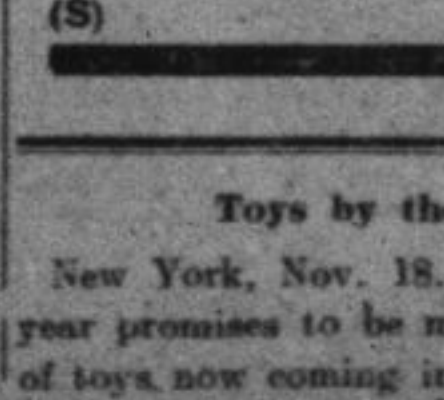 (S)
Toys by th
New York, Nov. 18.
year promises to be m
of toys now coming in